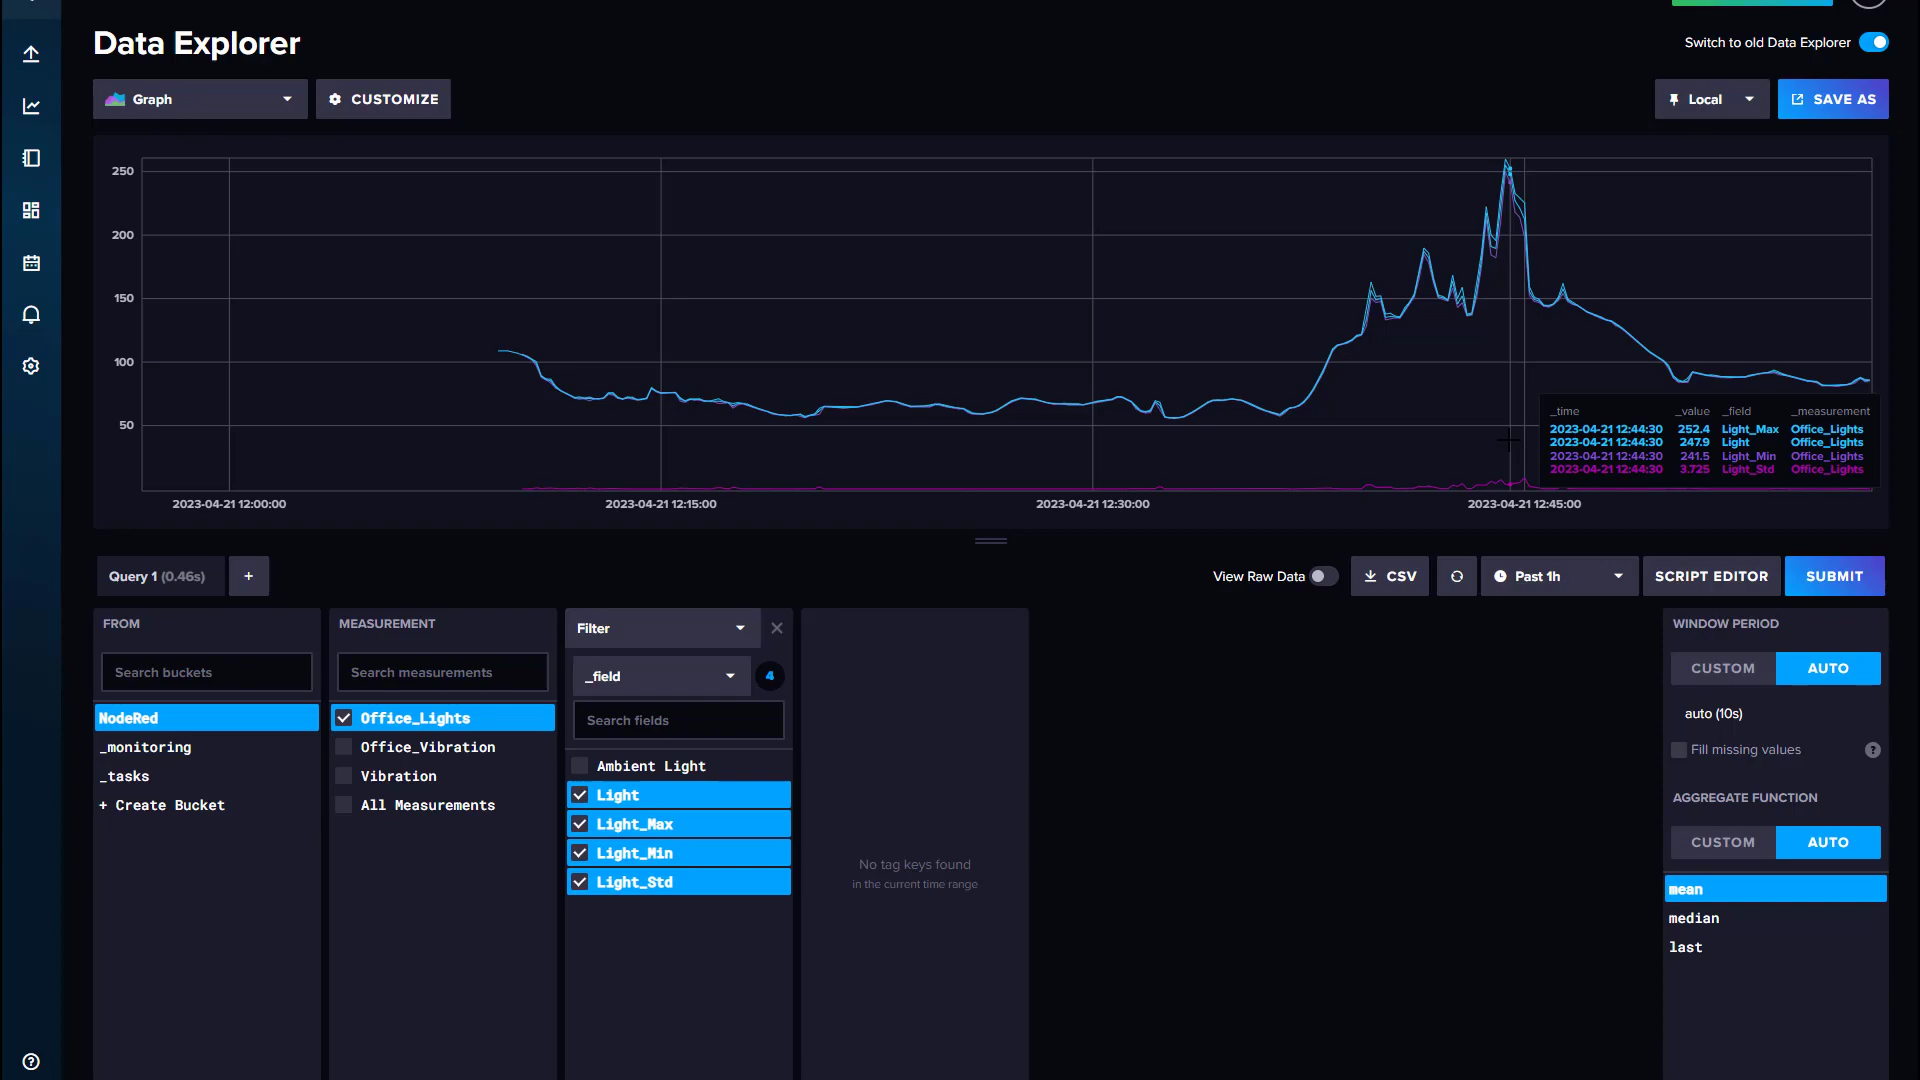 Data Explorer
Switch to old Data Explorer
Graph
CUSTOMIZE
Local
SAVE AS
250
200
150
100
50
_time _value _field _measurement
2023-04-21 12:44:30 252.4 Light_Max Office_Lights
2023-04-21 12:44:30 247.9 Light Office_Lights
2023-04-21 12:44:30 241.5 Light_Min Office_Lights
2023-04-21 12:44:30 3.725 Light_Std Office_Lights
2023-04-21 12:00:00 2023-04-21 12:15:00 2023-04-21 12:30:00 2023-04-21 12:45:00
Query 1 (0.46s)
+
View Raw Data
CSV
Past 1h
SCRIPT EDITOR
SUBMIT
FROM
Search buckets
NodeRed
_monitoring
_tasks
+ Create Bucket
MEASUREMENT
Search measurements
Office_Lights
Office_Vibration
Vibration
All Measurements
Filter
_field
4
Search fields
Ambient Light
Light
Light_Max
Light_Min
Light_Std
No tag keys found
in the current time range
WINDOW PERIOD
CUSTOM AUTO
auto (10s)
Fill missing values
?
AGGREGATE FUNCTION
CUSTOM AUTO
mean
median
last
?